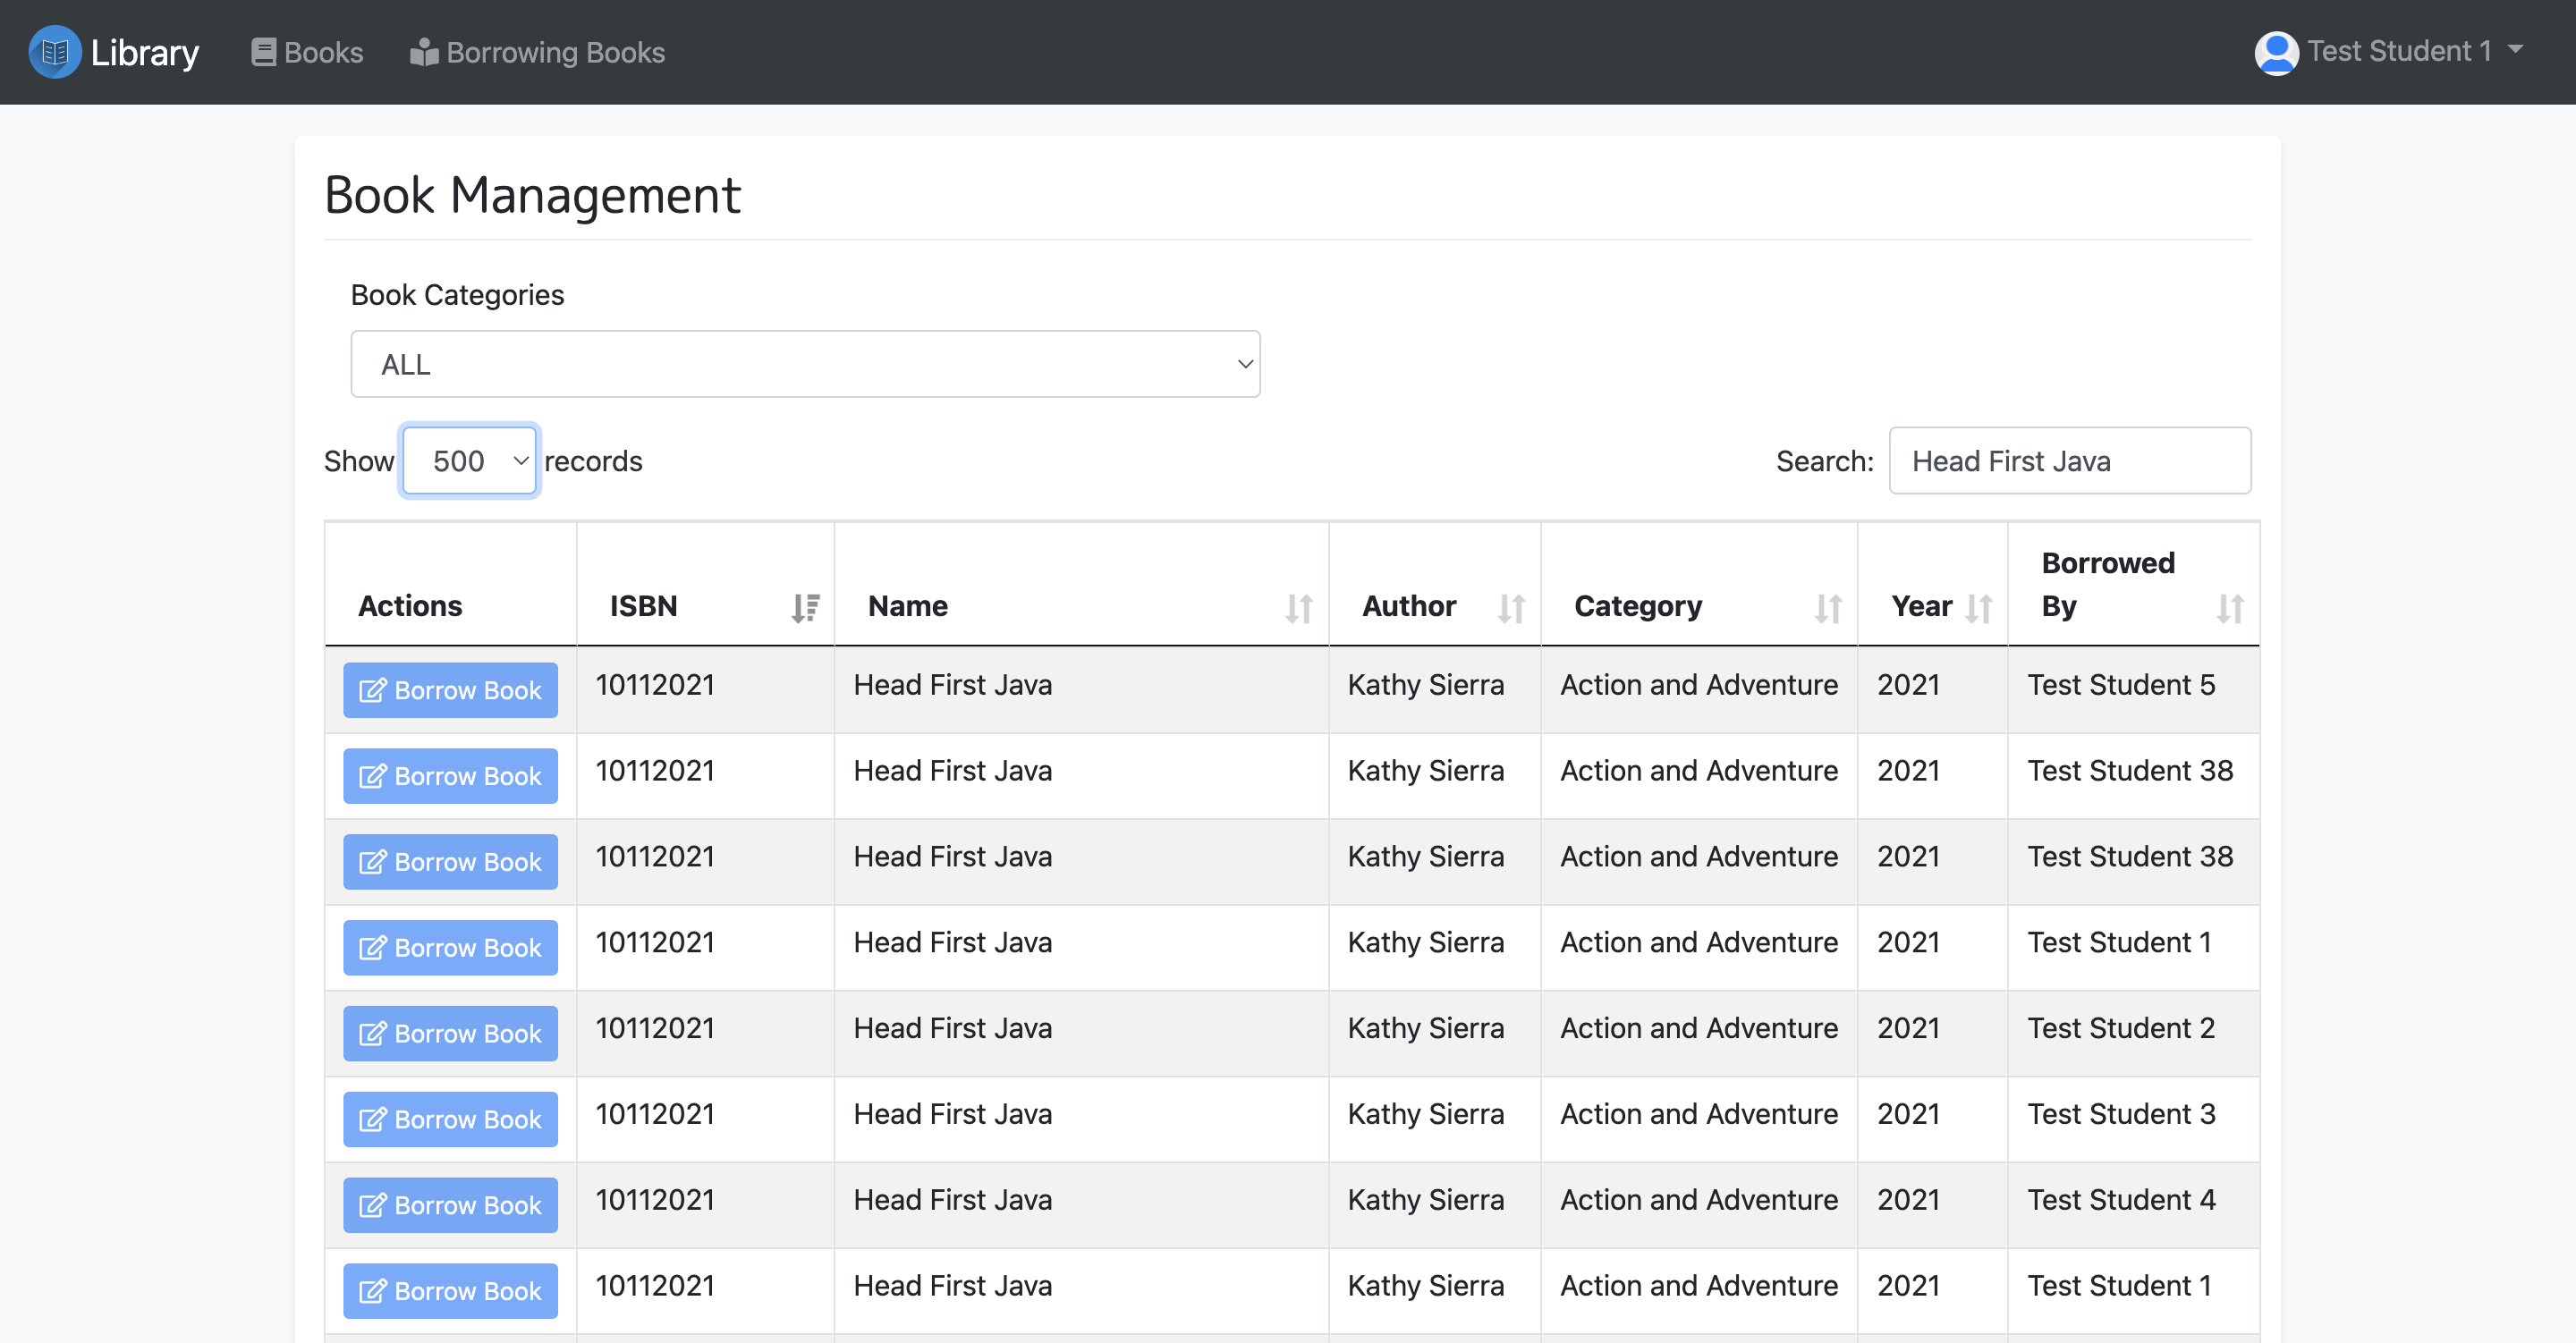 Library Books Borrowing Books Test Student 1
Book Management
Book Categories
ALL
Show 500 records Search: Head First Java
Actions ISBN Name Author Category Year Borrowed By
Borrow Book 10112021 Head First Java Kathy Sierra Action and Adventure 2021 Test Student 5
Borrow Book 10112021 Head First Java Kathy Sierra Action and Adventure 2021 Test Student 38
Borrow Book 10112021 Head First Java Kathy Sierra Action and Adventure 2021 Test Student 38
Borrow Book 10112021 Head First Java Kathy Sierra Action and Adventure 2021 Test Student 1
Borrow Book 10112021 Head First Java Kathy Sierra Action and Adventure 2021 Test Student 2
Borrow Book 10112021 Head First Java Kathy Sierra Action and Adventure 2021 Test Student 3
Borrow Book 10112021 Head First Java Kathy Sierra Action and Adventure 2021 Test Student 4
Borrow Book 10112021 Head First Java Kathy Sierra Action and Adventure 2021 Test Student 1